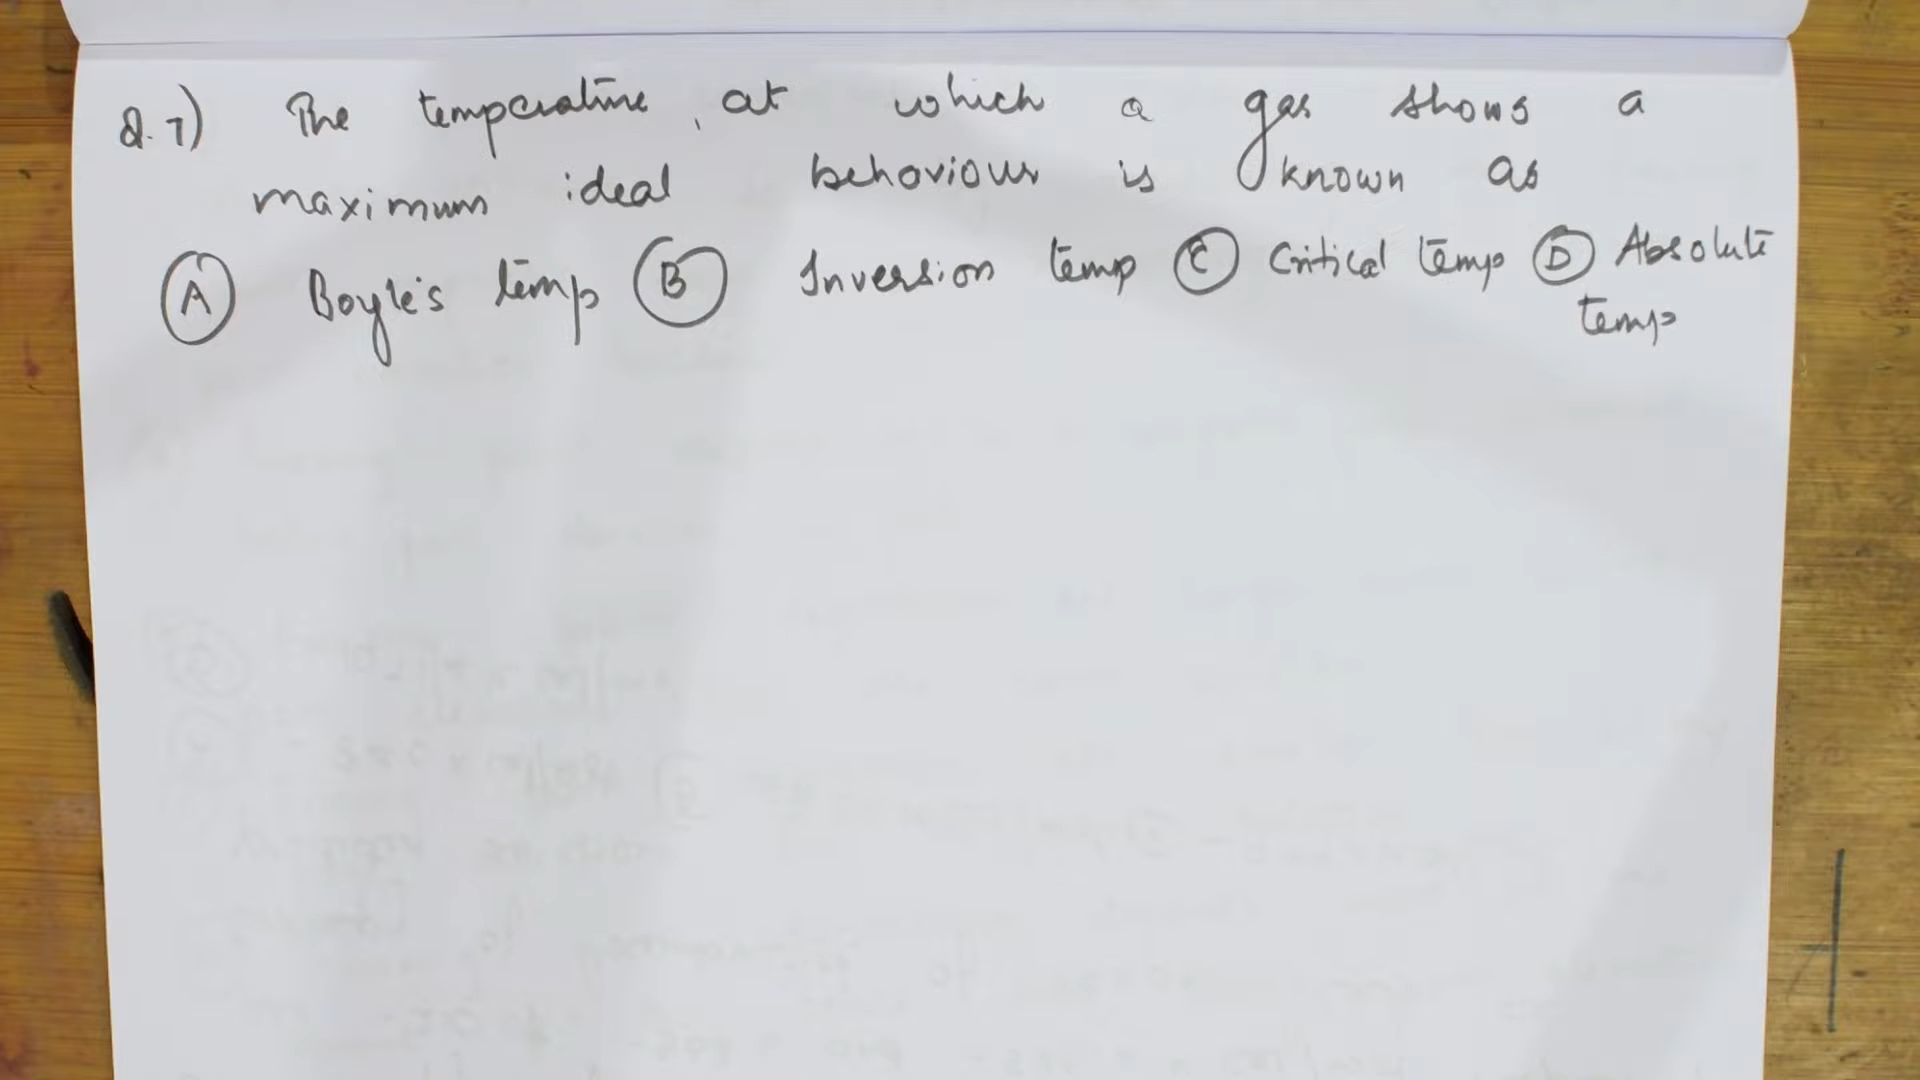 Q.7) The temperature, at which a gas shows a
maximum ideal behaviour is known as
(A) Boyle's temp (B) Inversion temp (C) Critical temp (D) Absolute
temp